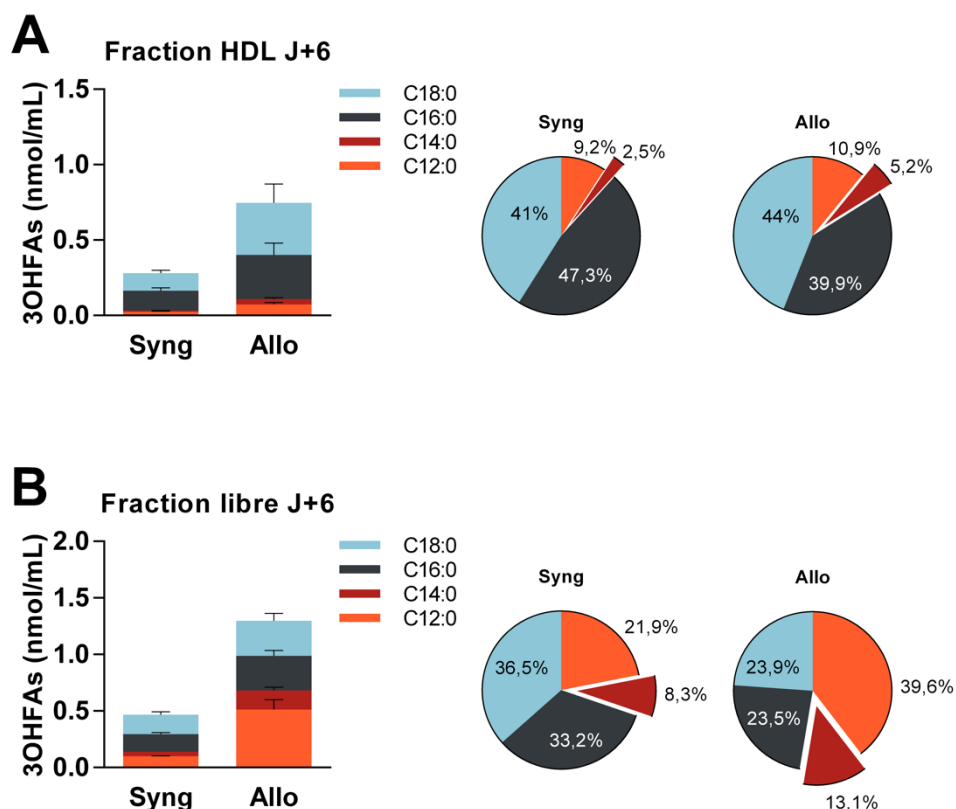 A
Fraction HDL J+6
3OHFAs (nmol/mL)
1.5
1.0
0.5
0.0
Syng
Allo
C18:0
C16:0
C14:0
C12:0
Syng
9,2%
2,5%
41%
47,3%
Allo
10,9%
5,2%
44%
39,9%
B
Fraction libre J+6
3OHFAs (nmol/mL)
2.0
1.5
1.0
0.5
0.0
Syng
Allo
C18:0
C16:0
C14:0
C12:0
Syng
21,9%
36,5%
8,3%
33,2%
Allo
23,9%
39,6%
23,5%
13,1%